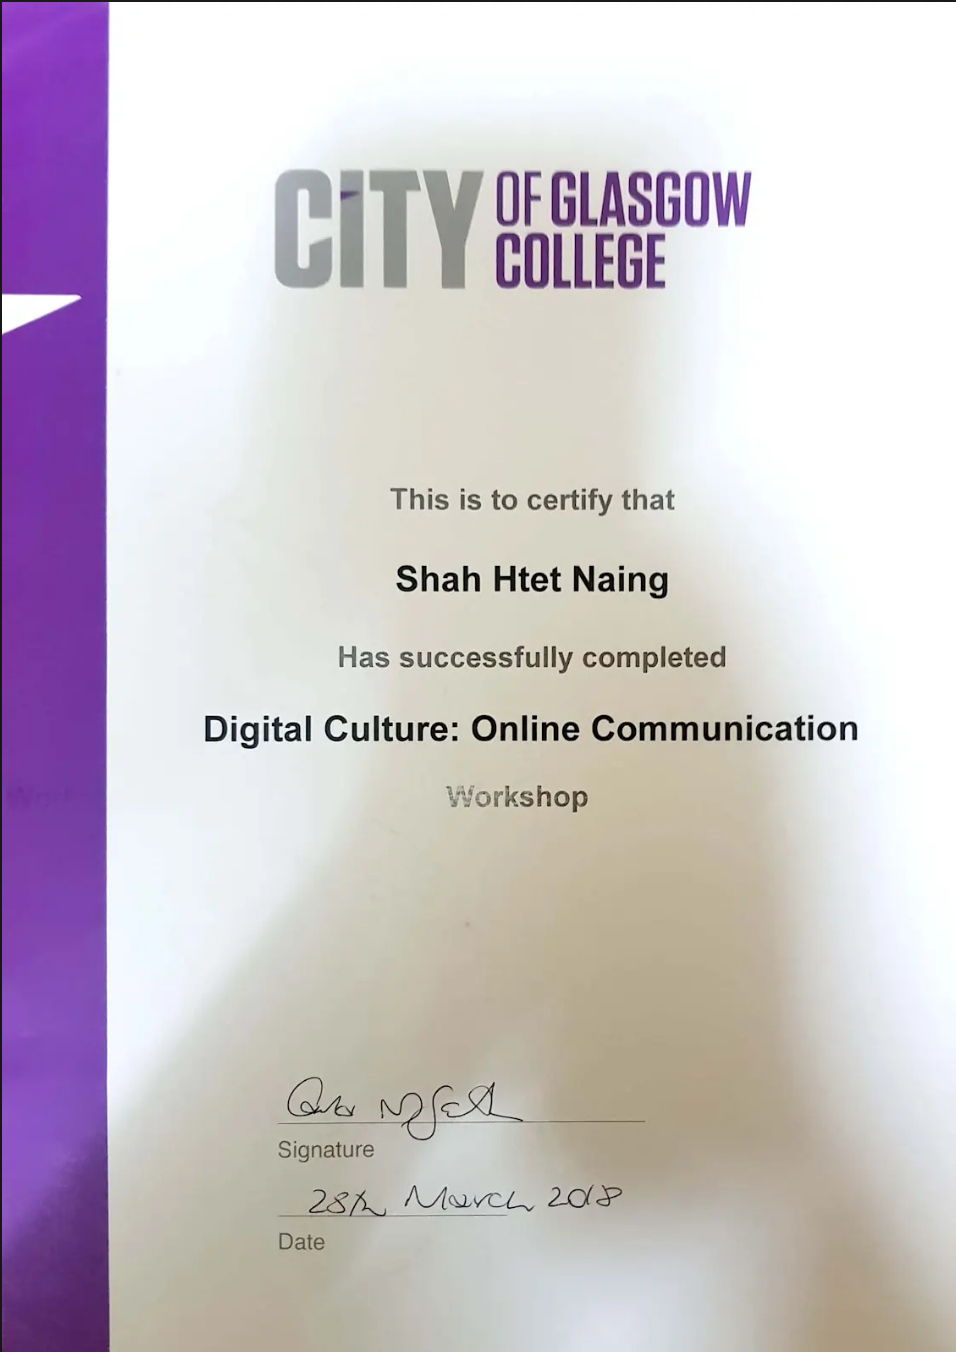 CITY OF GLASGOW
COLLEGE
This is to certify that
Shah Htet Naing
Has successfully completed
Digital Culture: Online Communication
Workshop
Signature
28th March 2018
Date